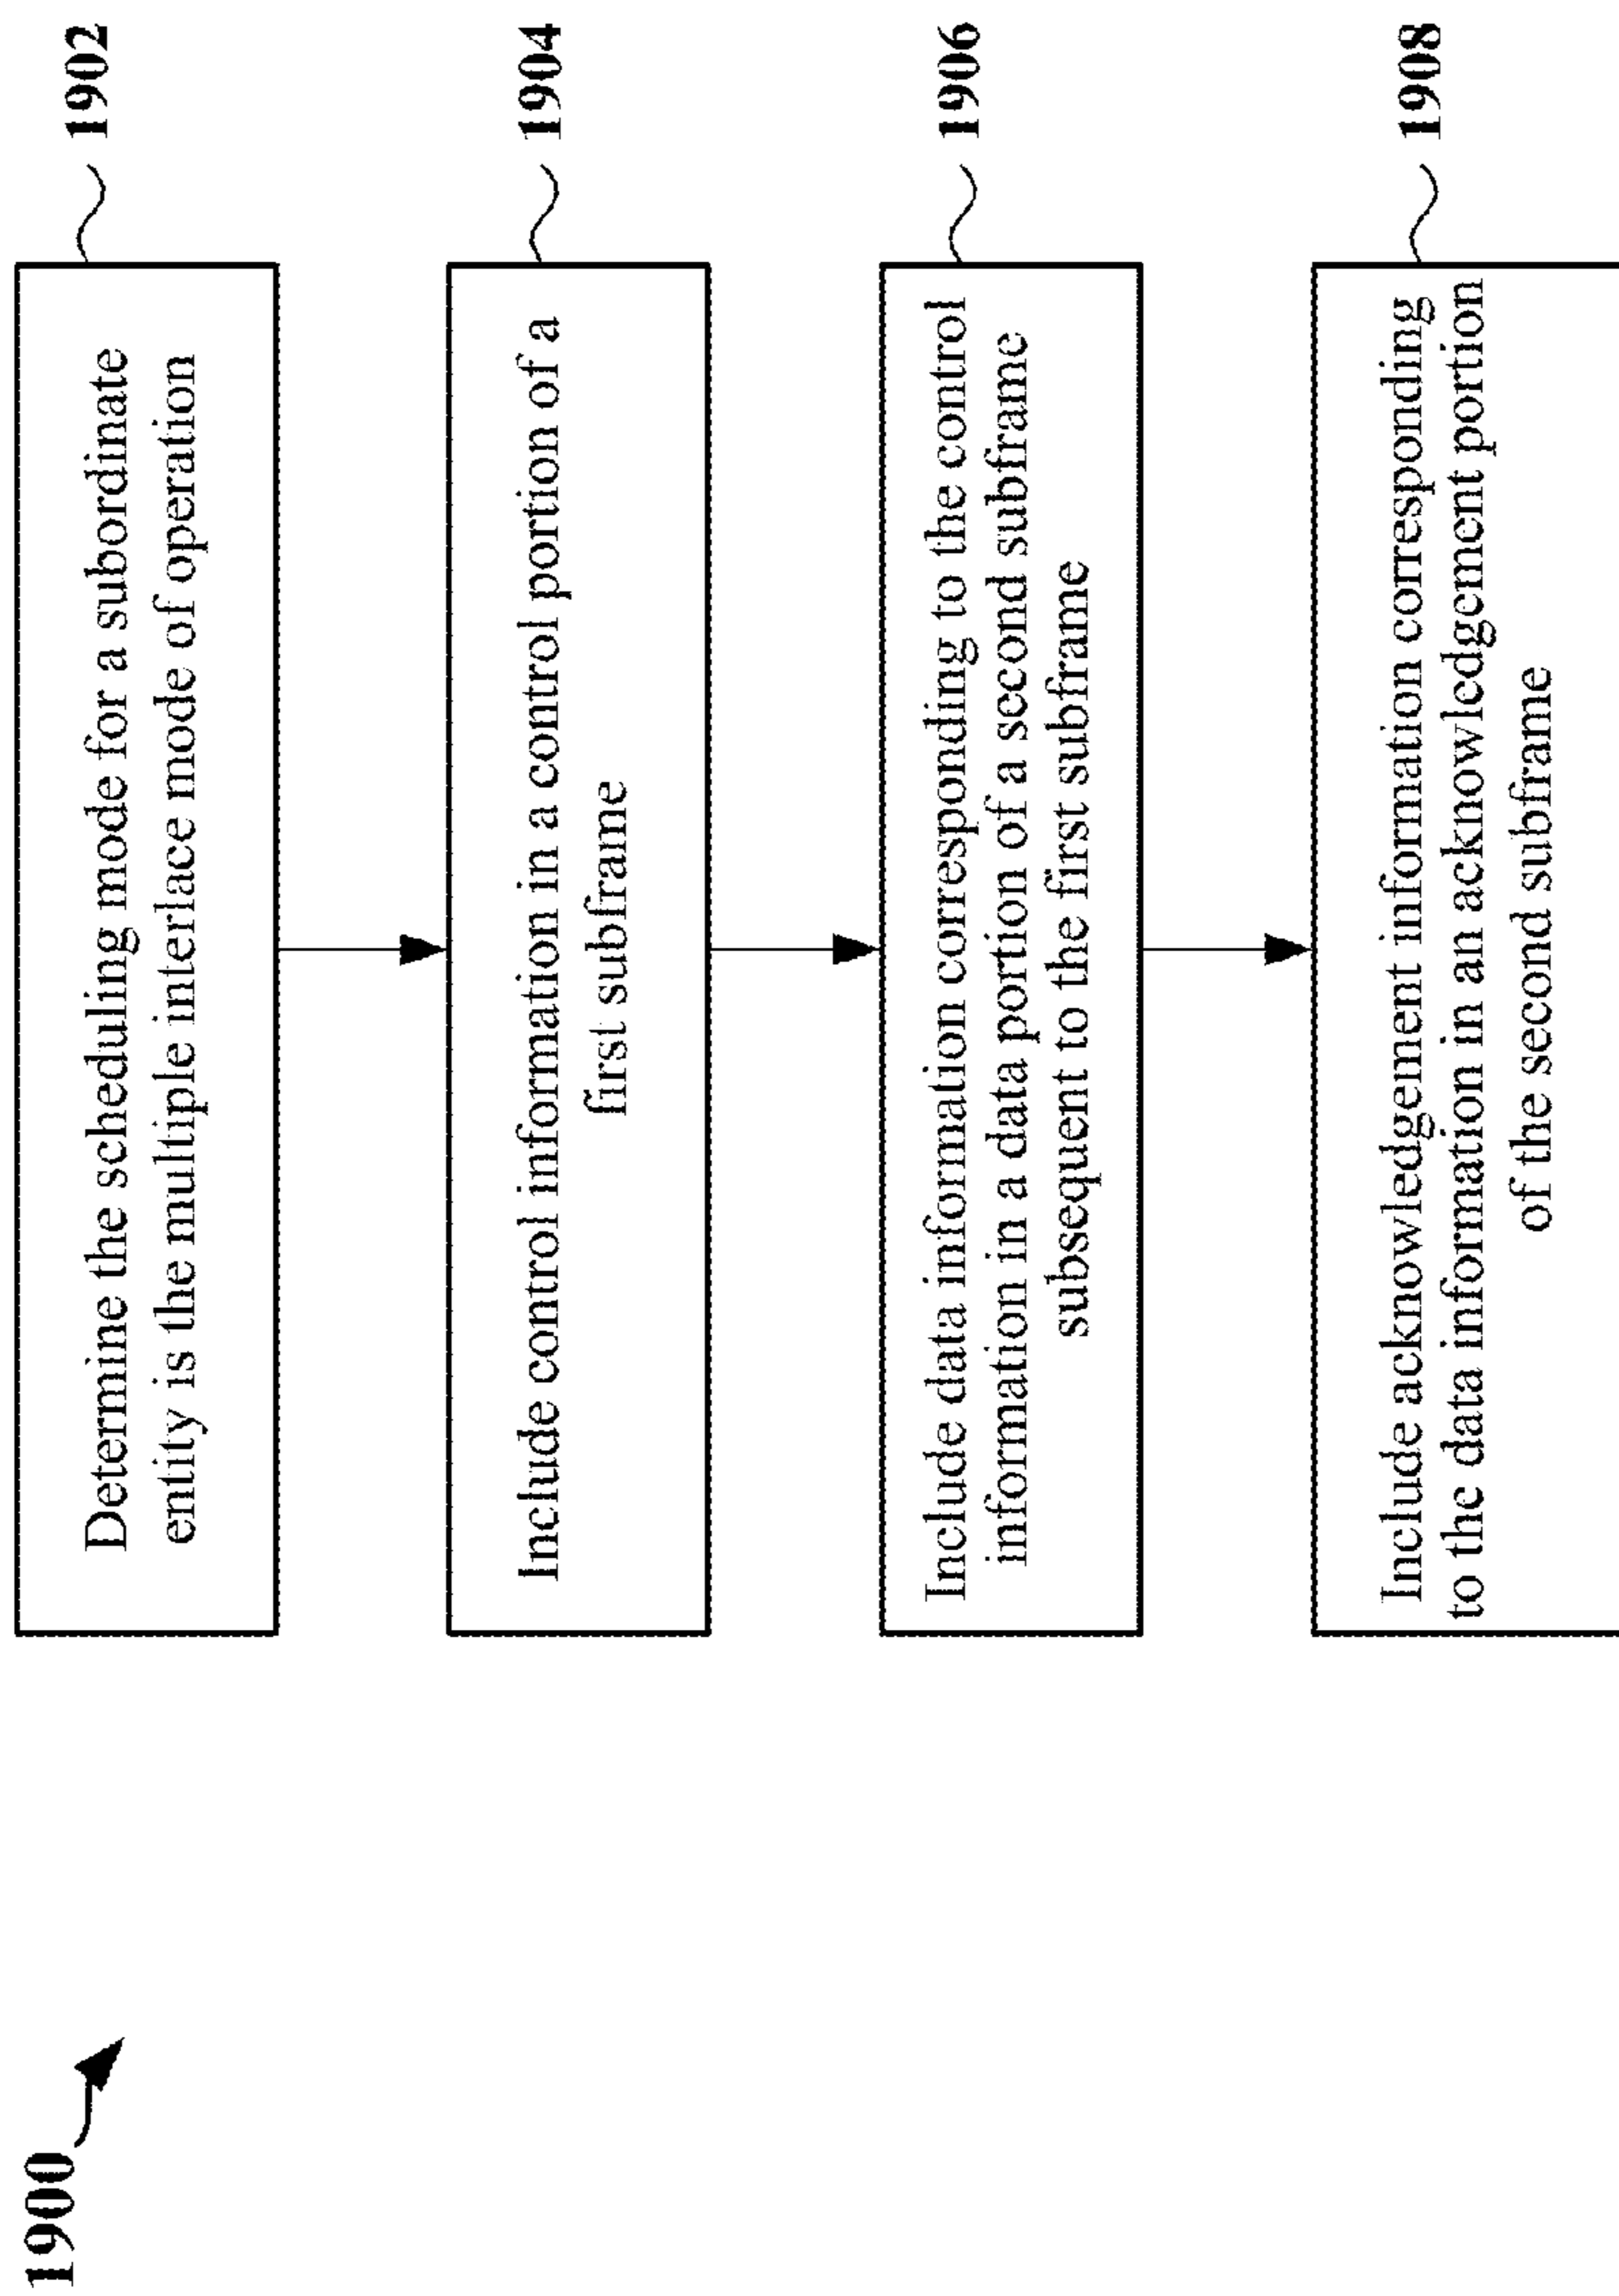 1900
Determine the scheduling mode for a subordinate
entity is the multiple interlace mode of operation
1902
Include control information in a control portion of a
first subframe
1904
Include data information corresponding to the control
information in a data portion of a second subframe
subsequent to the first subframe
1906
Include acknowledgement information corresponding
to the data information in an acknowledgement portion
of the second subframe
1908